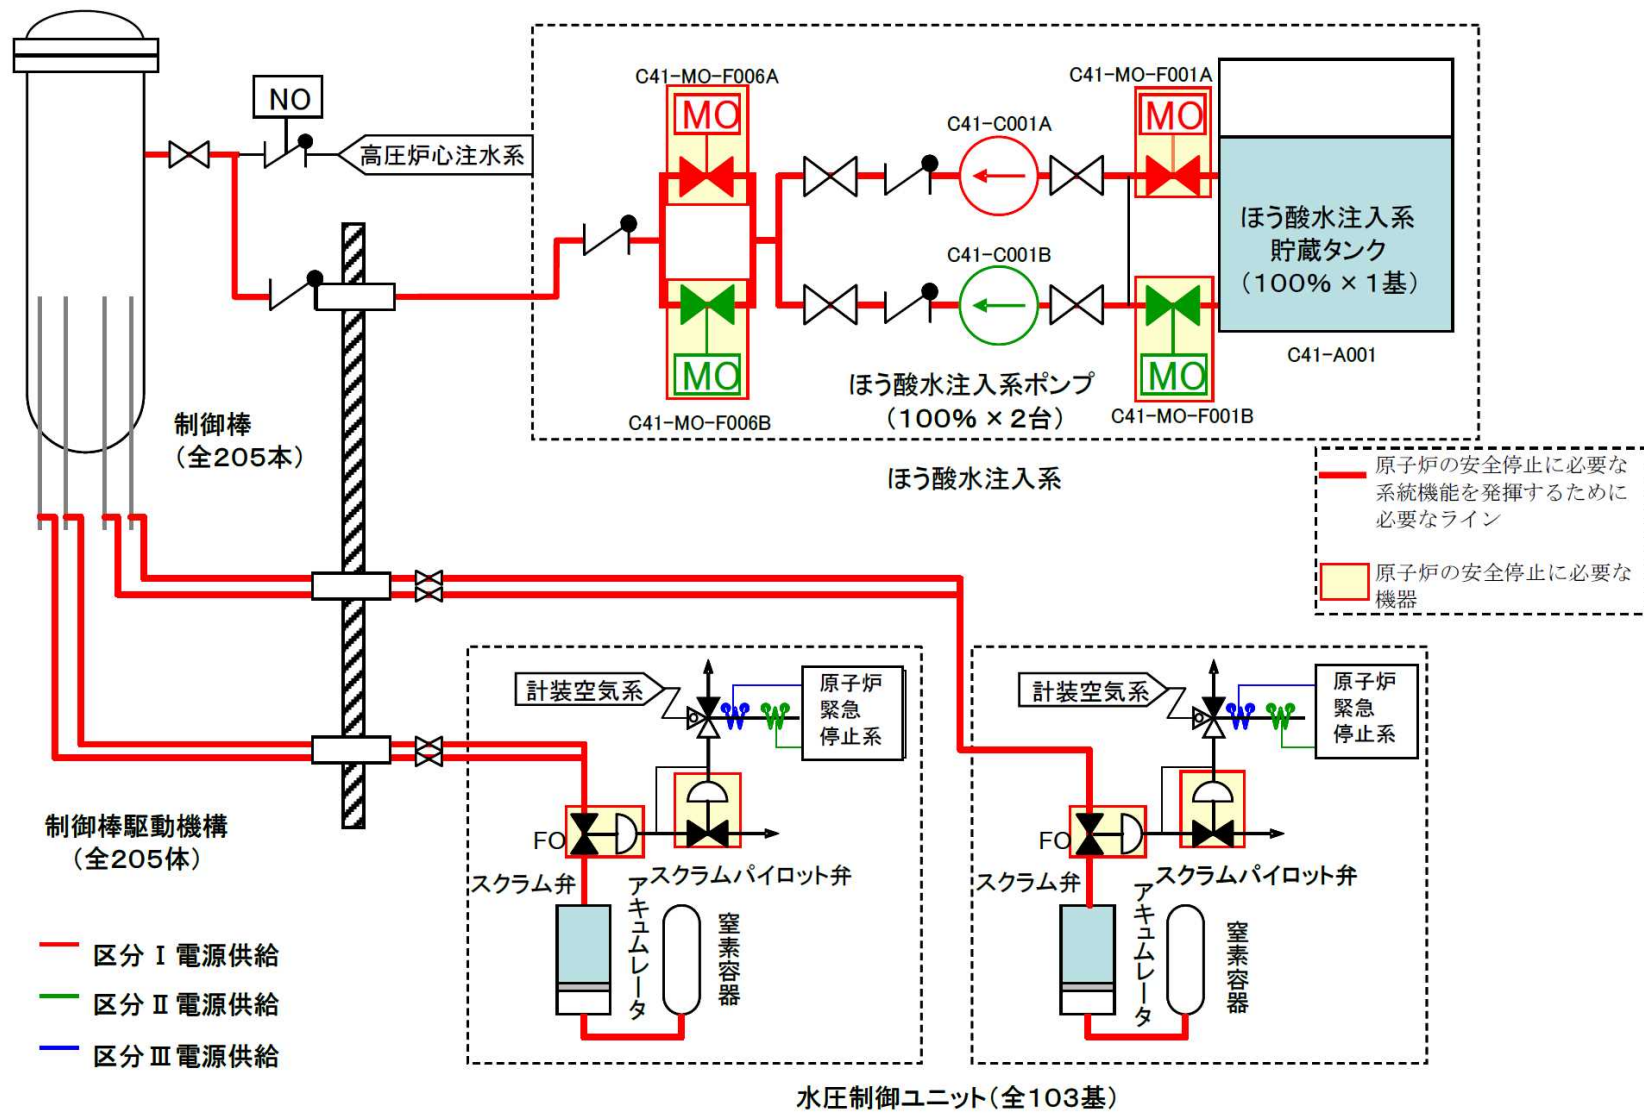 NO
高圧炉心注水系
C41-MO-F006A
MO
C41-C001A
C41-MO-F001A
MO
ほう酸水注入系
貯蔵タンク
（100% × 1基）
C41-A001
C41-C001B
MO
C41-MO-F006B
ほう酸水注入系ポンプ
（100% × 2台）
MO
C41-MO-F001B
ほう酸水注入系
制御棒
（全205本）
原子炉の安全停止に必要な
系統機能を発揮するために
必要なライン
原子炉の安全停止に必要な
機器
計装空気系
原子炉
緊急
停止系
FO
スクラム弁
スクラムパイロット弁
アキュムレータ
窒素容器
計装空気系
原子炉
緊急
停止系
FO
スクラム弁
スクラムパイロット弁
アキュムレータ
窒素容器
制御棒駆動機構
（全205体）
区分 Ⅰ 電源供給
区分 Ⅱ 電源供給
区分 Ⅲ 電源供給
水圧制御ユニット（全103基）